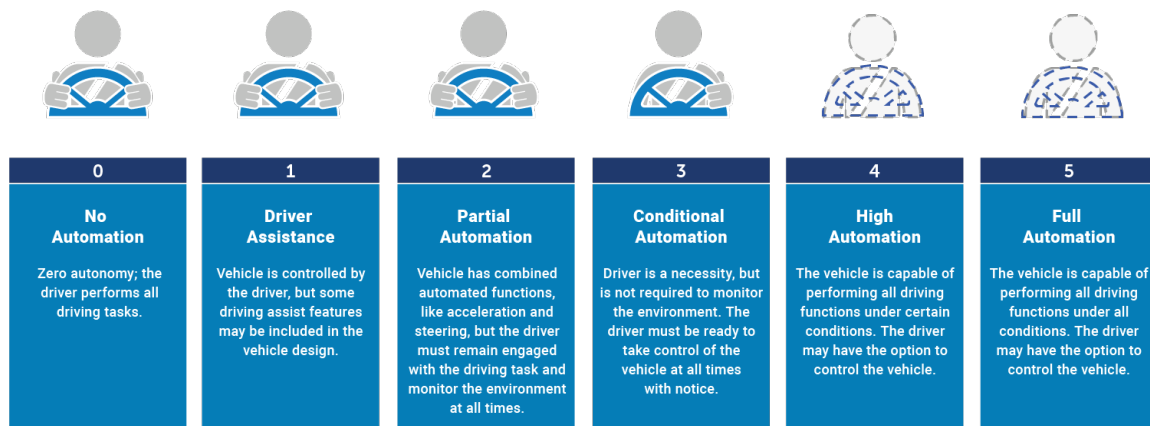 0
No
Automation
Zero autonomy; the
driver performs all
driving tasks.
1
Driver
Assistance
Vehicle is controlled by
the driver, but some
driving assist features
may be included in the
vehicle design.
2
Partial
Automation
Vehicle has combined
automated functions,
like acceleration and
steering, but the driver
must remain engaged
with the driving task and
monitor the environment
at all times.
3
Conditional
Automation
Driver is a necessity, but
is not required to monitor
the environment. The
driver must be ready to
take control of the
vehicle at all times
with notice.
4
High
Automation
The vehicle is capable of
performing all driving
functions under certain
conditions. The driver
may have the option to
control the vehicle.
5
Full
Automation
The vehicle is capable of
performing all driving
functions under all
conditions. The driver
may have the option to
control the vehicle.